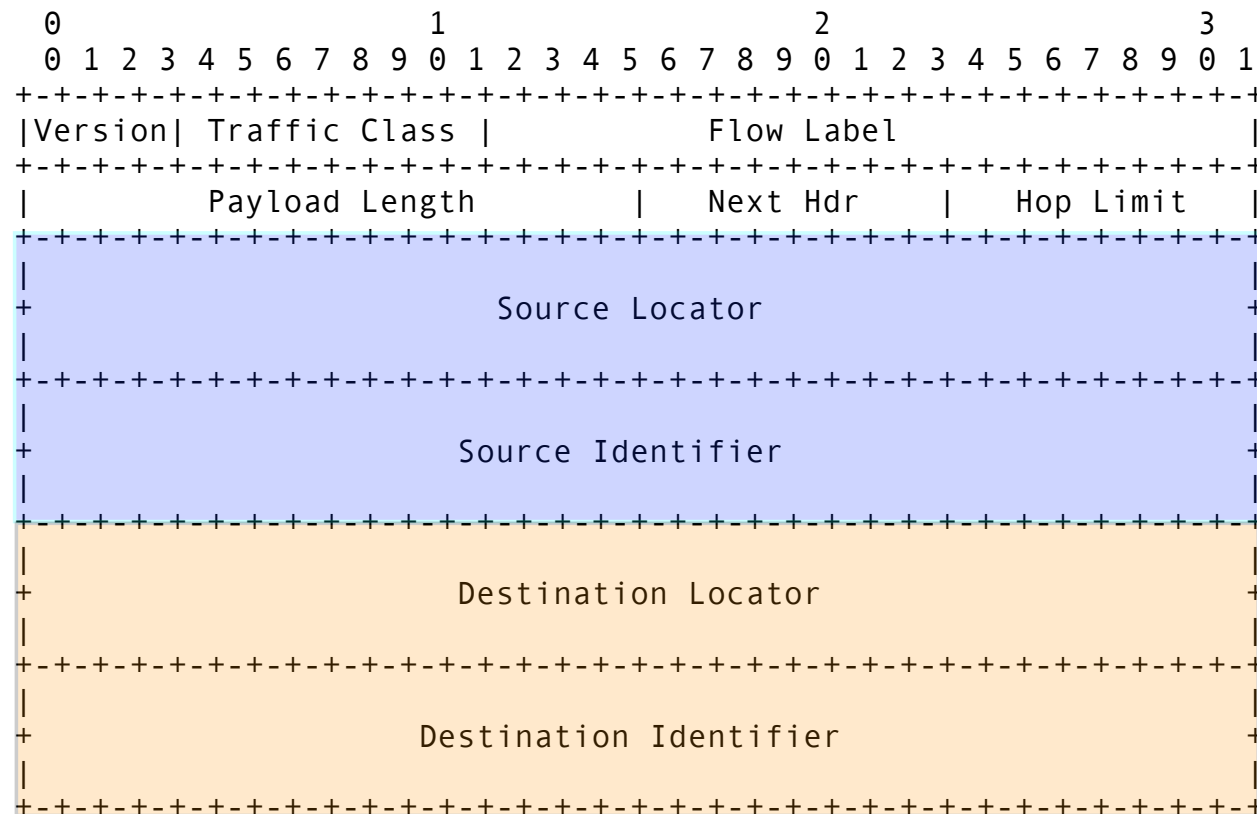 0                   1                   2                   3
 0 1 2 3 4 5 6 7 8 9 0 1 2 3 4 5 6 7 8 9 0 1 2 3 4 5 6 7 8 9 0 1
+-+-+-+-+-+-+-+-+-+-+-+-+-+-+-+-+-+-+-+-+-+-+-+-+-+-+-+-+-+-+-+-+
|Version| Traffic Class |           Flow Label                  |
+-+-+-+-+-+-+-+-+-+-+-+-+-+-+-+-+-+-+-+-+-+-+-+-+-+-+-+-+-+-+-+-+
|         Payload Length        |   Next Hdr    |   Hop Limit   |
+-+-+-+-+-+-+-+-+-+-+-+-+-+-+-+-+-+-+-+-+-+-+-+-+-+-+-+-+-+-+-+-+
|                                                               |
+                        Source Locator                         +
|                                                               |
+-+-+-+-+-+-+-+-+-+-+-+-+-+-+-+-+-+-+-+-+-+-+-+-+-+-+-+-+-+-+-+-+
|                                                               |
+                      Source Identifier                        +
|                                                               |
+-+-+-+-+-+-+-+-+-+-+-+-+-+-+-+-+-+-+-+-+-+-+-+-+-+-+-+-+-+-+-+-+
|                                                               |
+                      Destination Locator                      +
|                                                               |
+-+-+-+-+-+-+-+-+-+-+-+-+-+-+-+-+-+-+-+-+-+-+-+-+-+-+-+-+-+-+-+-+
|                                                               |
+                    Destination Identifier                     +
|                                                               |
+-+-+-+-+-+-+-+-+-+-+-+-+-+-+-+-+-+-+-+-+-+-+-+-+-+-+-+-+-+-+-+-+